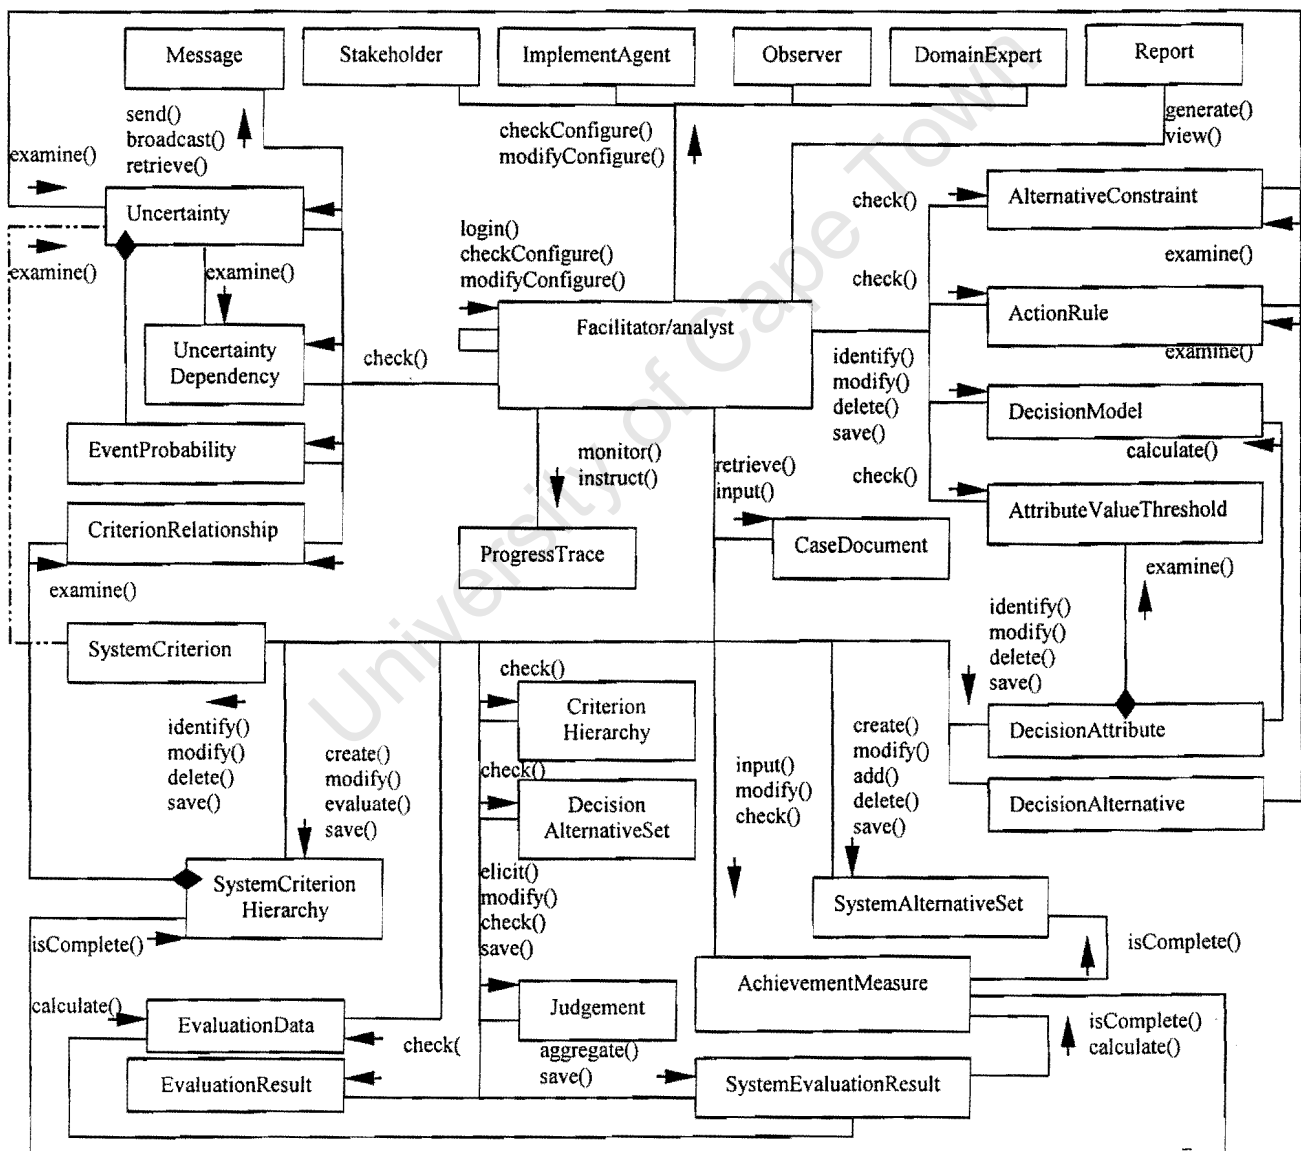 Message
Stakeholder
ImplementAgent
Observer
DomainExpert
Report
send()
broadcast()
retrieve()
checkConfigure()
modifyConfigure()
generate()
view()
examine()
Uncertainty
check()
AlternativeConstraint
login()
checkConfigure()
modifyConfigure()
examine()
examine()
examine()
check()
Facilitator/analyst
ActionRule
Uncertainty
Dependency
check()
identify()
modify()
delete()
save()
examine()
DecisionModel
EventProbability
monitor()
instruct()
retrieve()
input()
calculate()
check()
AttributeValueThreshold
CriterionRelationship
ProgressTrace
CaseDocument
examine()
examine()
identify()
modify()
delete()
save()
SystemCriterion
check()
Criterion
Hierarchy
DecisionAttribute
identify()
modify()
delete()
save()
create()
modify()
evaluate()
save()
check()
Decision
AlternativeSet
input()
modify()
check()
create()
modify()
add()
delete()
save()
DecisionAlternative
SystemCriterion
Hierarchy
elicit()
modify()
check()
save()
SystemAlternativeSet
isComplete()
isComplete()
AchievementMeasure
calculate()
EvaluationData
Judgement
check(
isComplete()
calculate()
EvaluationResult
aggregate()
save()
SystemEvaluationResult
University of Cape Town